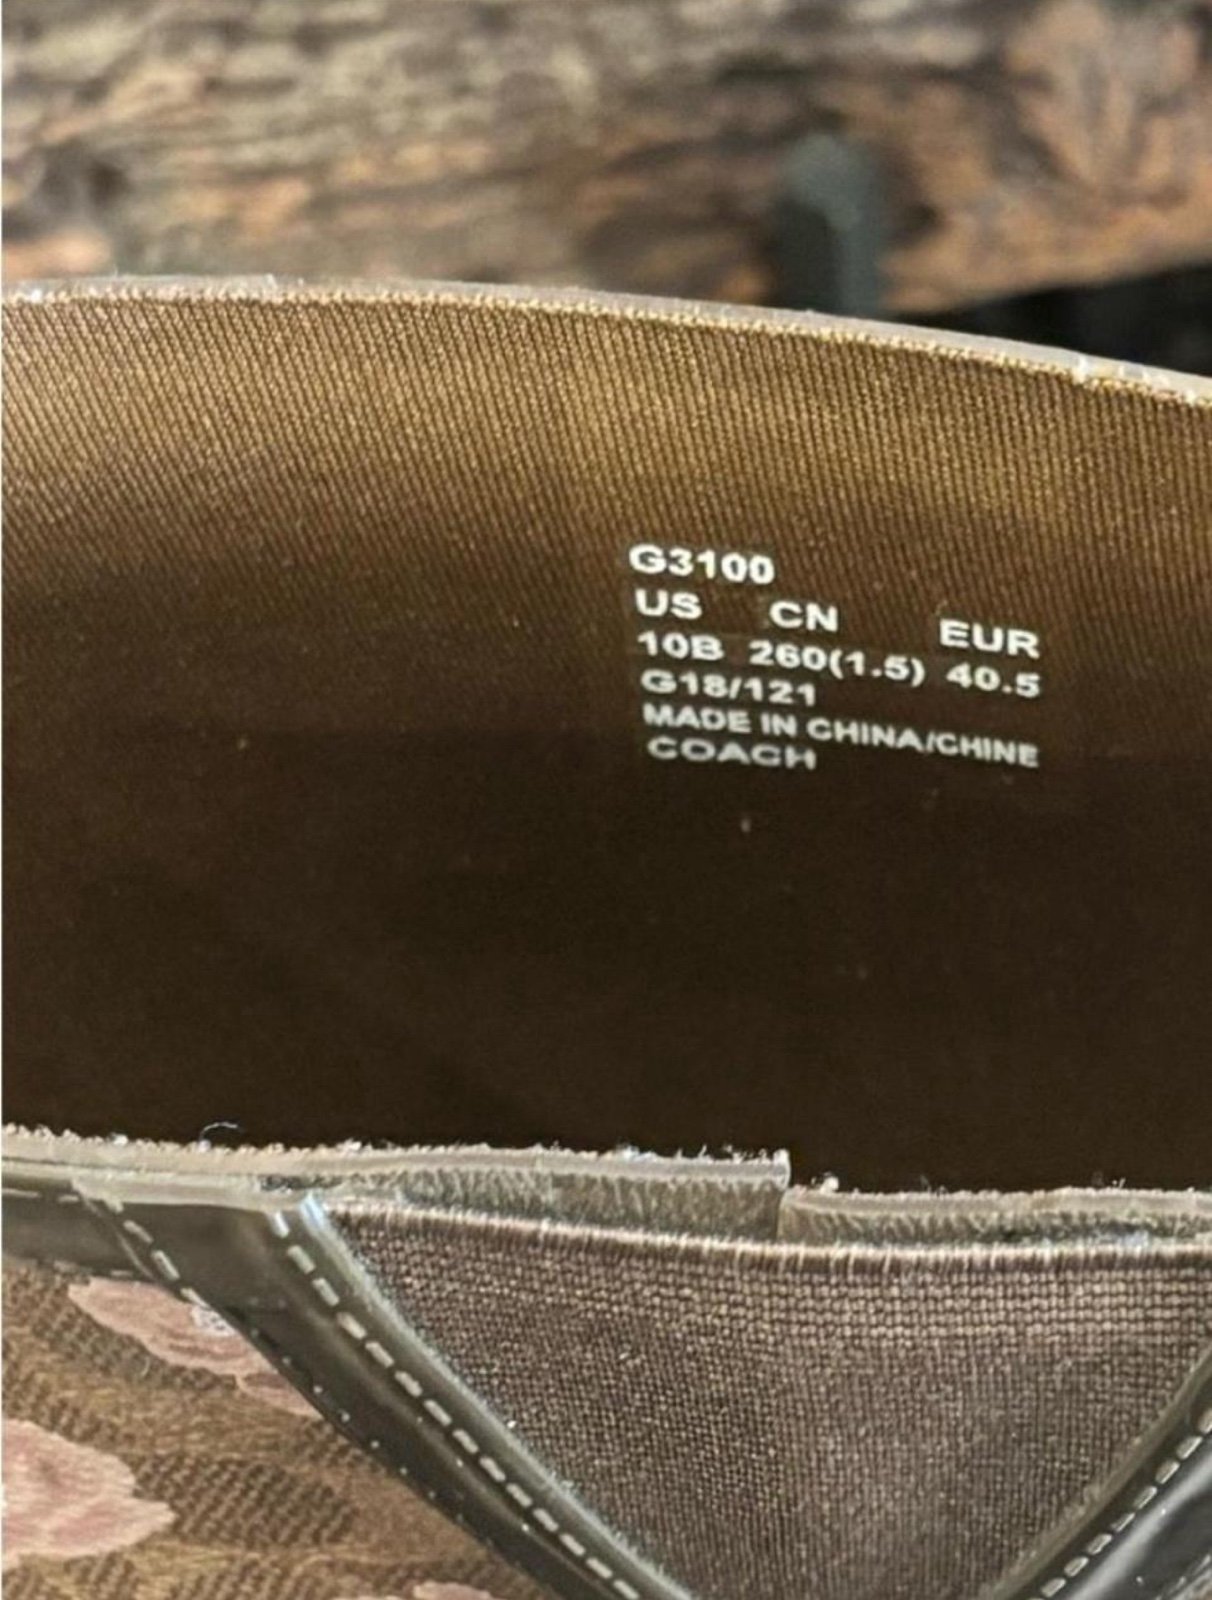 G3100
US CN EUR
10B 260(1.5) 40.5
G18/121
MADE IN CHINA/CHINE
COACH